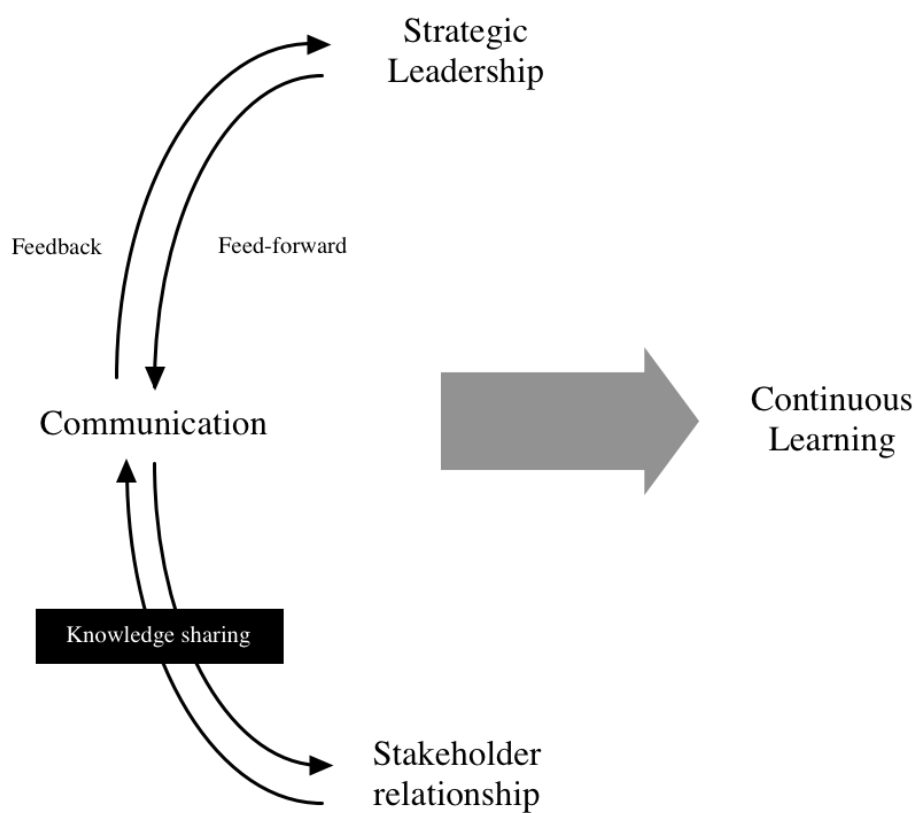 Strategic
Leadership
Feedback
Feed-forward
Communication
Continuous
Learning
Knowledge sharing
Stakeholder
relationship